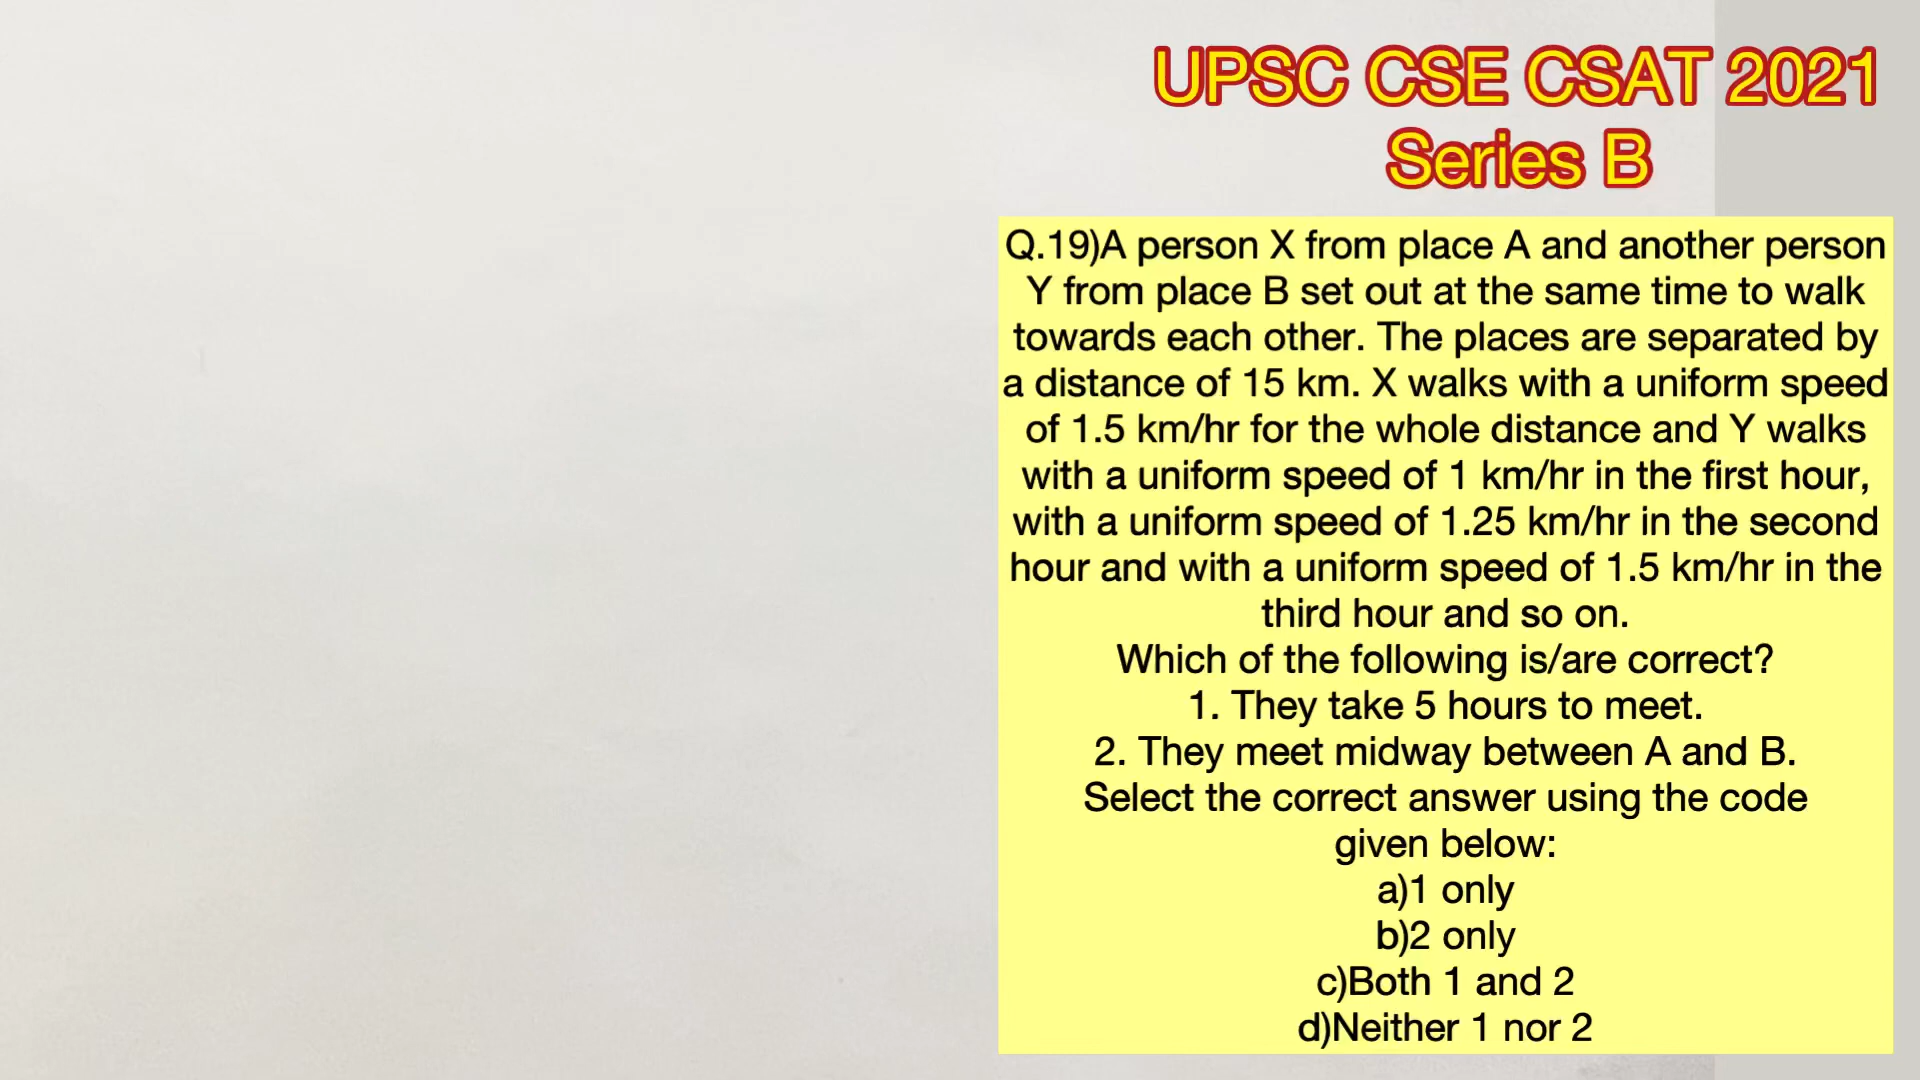 UPSC CSE CSAT 2021
Series B
Q.19)A person X from place A and another person
Y from place B set out at the same time to walk
towards each other. The places are separated by
a distance of 15 km. X walks with a uniform speed
of 1.5 km/hr for the whole distance and Y walks
with a uniform speed of 1 km/hr in the first hour,
with a uniform speed of 1.25 km/hr in the second
hour and with a uniform speed of 1.5 km/hr in the
third hour and so on.
Which of the following is/are correct?
1. They take 5 hours to meet.
2. They meet midway between A and B.
Select the correct answer using the code
given below:
a)1 only
b)2 only
c)Both 1 and 2
d)Neither 1 nor 2